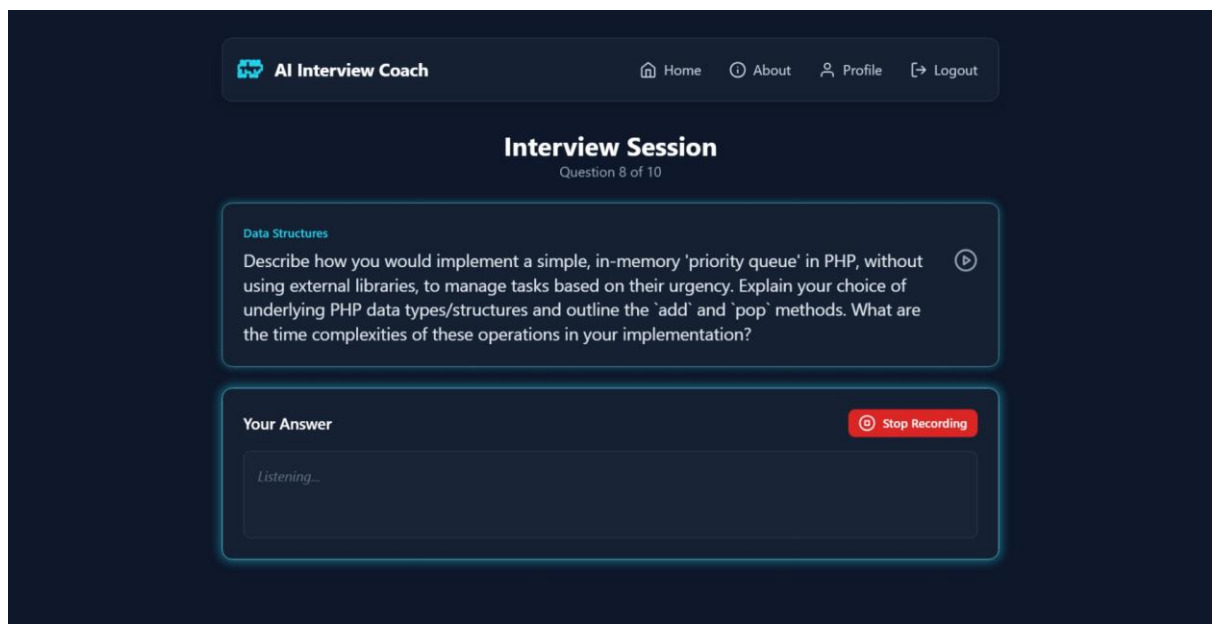 AI Interview Coach
Home
About
Profile
Logout
Interview Session
Question 8 of 10
Data Structures
Describe how you would implement a simple, in-memory 'priority queue' in PHP, without
using external libraries, to manage tasks based on their urgency. Explain your choice of
underlying PHP data types/structures and outline the `add` and `pop` methods. What are
the time complexities of these operations in your implementation?
Your Answer
Stop Recording
Listening...